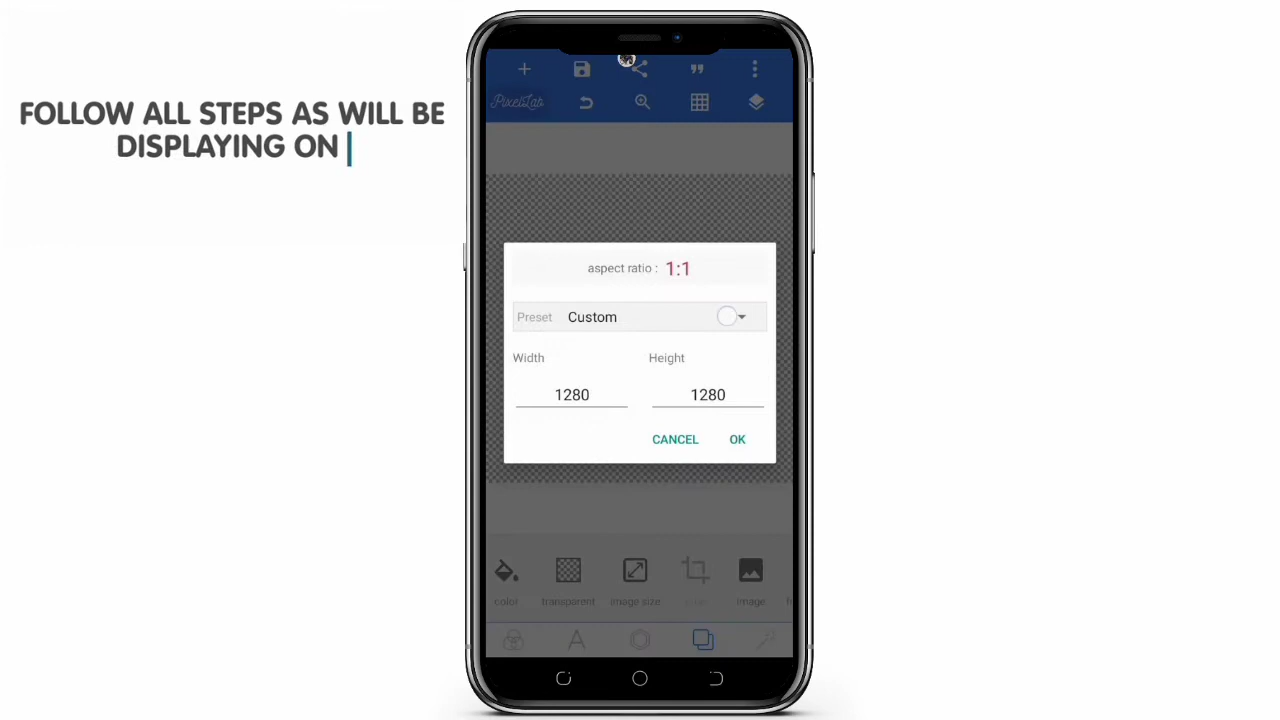 FOLLOW ALL STEPS AS WILL BE
DISPLAYING ON
PixelLab
aspect ratio : 1:1
Preset Custom
Width Height
1280 1280
CANCEL OK
color transparent image size image